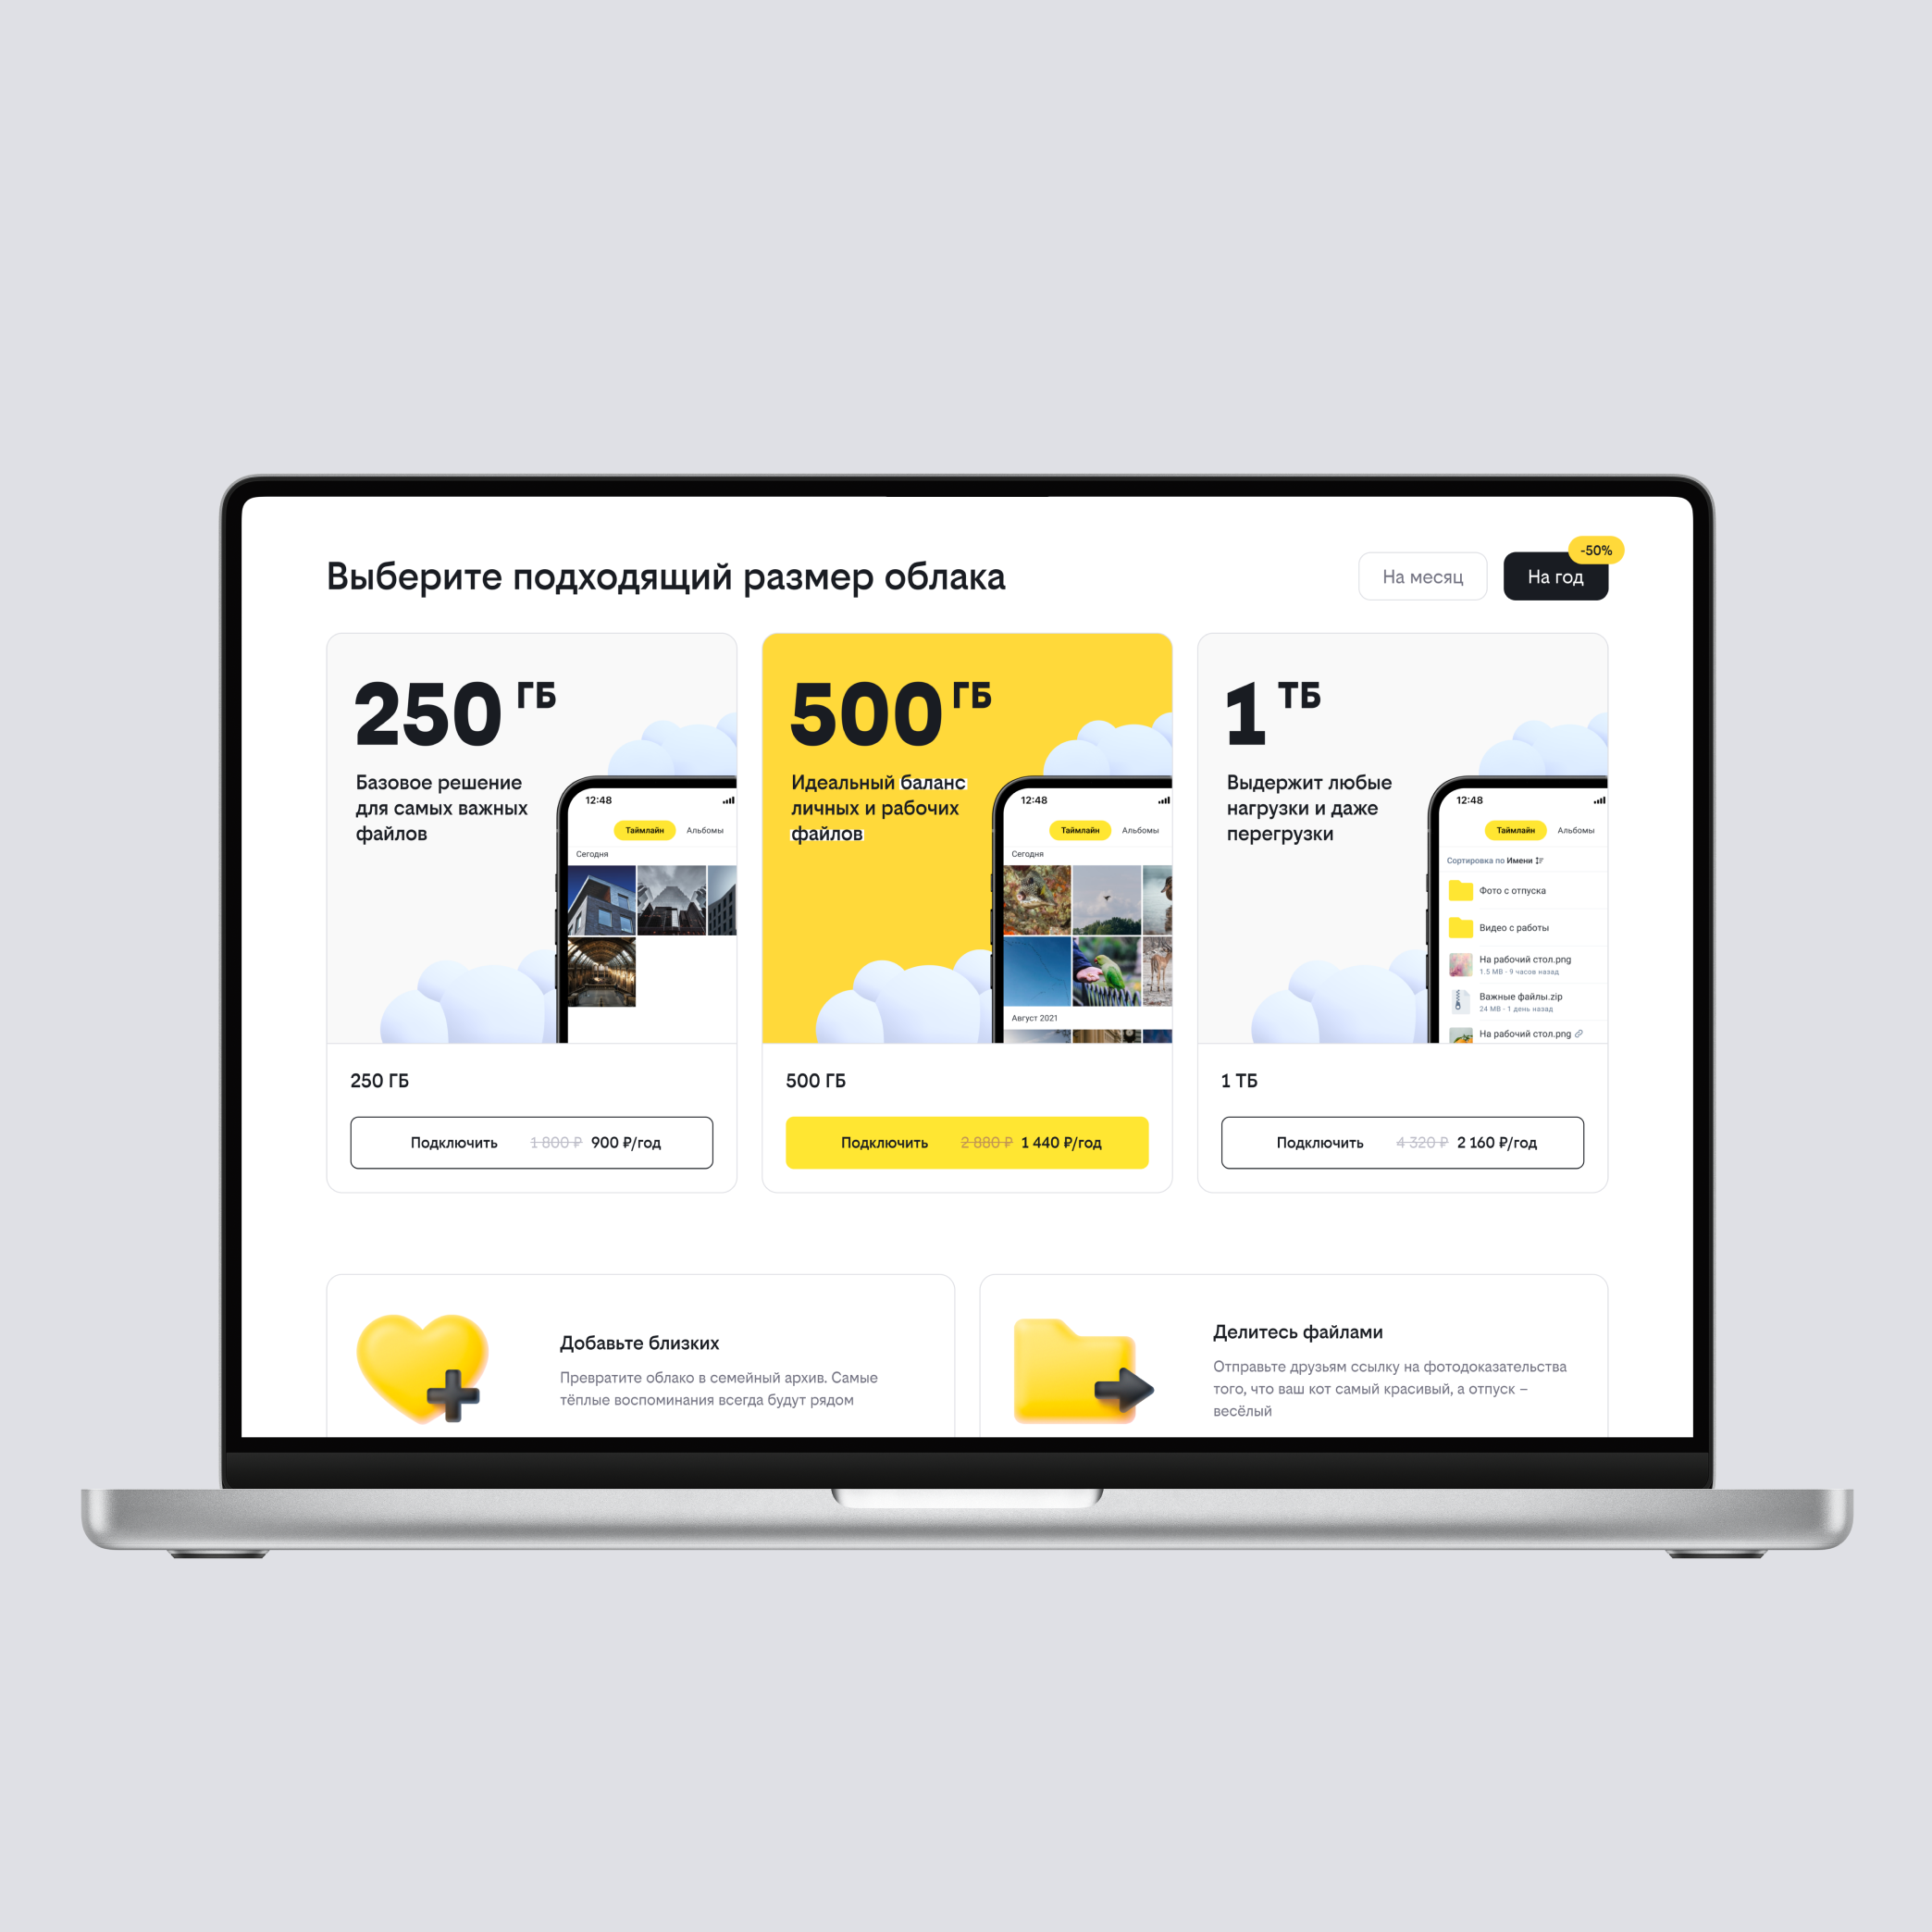 Выберите подходящий размер облака
На месяц
На год
-50%
250 ГБ
Базовое решение
для самых важных
файлов
12:48
Таймлайн
Альбомы
Сегодня
250 ГБ
Подключить 1 800 ₽ 900 ₽/год
500 ГБ
Идеальный баланс
личных и рабочих
файлов
12:48
Таймлайн
Альбомы
Сегодня
Август 2021
500 ГБ
Подключить 2 880 ₽ 1 440 ₽/год
1 ТБ
Выдержит любые
нагрузки и даже
перегрузки
12:48
Таймлайн
Альбомы
Сортировка по Имени
Фото с отпуска
Видео с работы
На рабочий стол.png
1.5 MB - 9 часов назад
Важные файлы.zip
24 MB - 1 день назад
На рабочий стол.png
1 ТБ
Подключить 4 320 ₽ 2 160 ₽/год
Добавьте близких
Превратите облако в семейный архив. Самые
тёплые воспоминания всегда будут рядом
Делитесь файлами
Отправьте друзьям ссылку на фотодоказательства
того, что ваш кот самый красивый, а отпуск –
весёлый